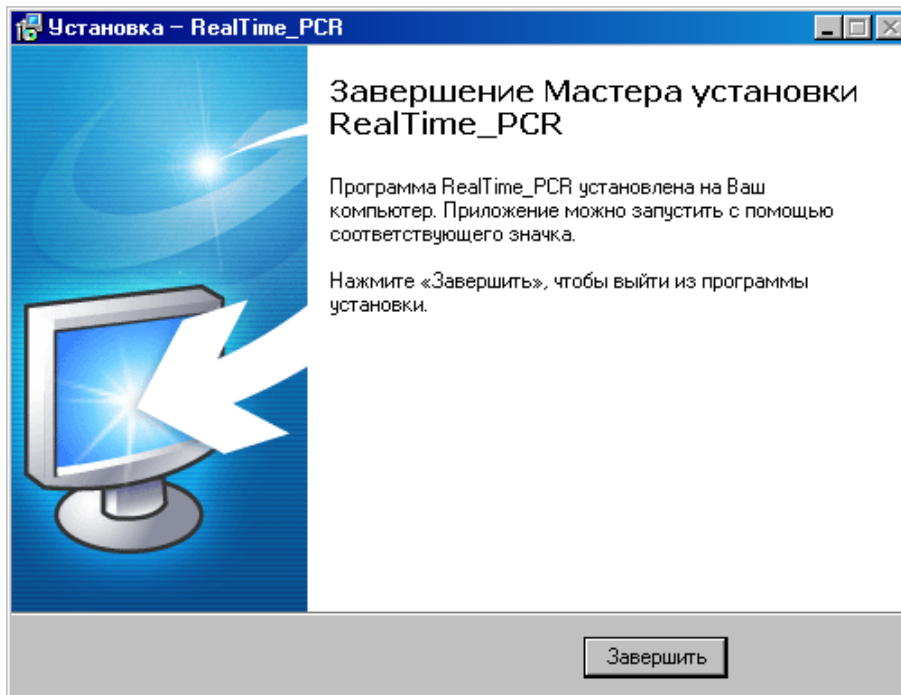 Установка – RealTime_PCR
Завершение Мастера установки
RealTime_PCR
Программа RealTime_PCR установлена на Ваш
компьютер. Приложение можно запустить с помощью
соответствующего значка.
Нажмите «Завершить», чтобы выйти из программы
установки.
Завершить